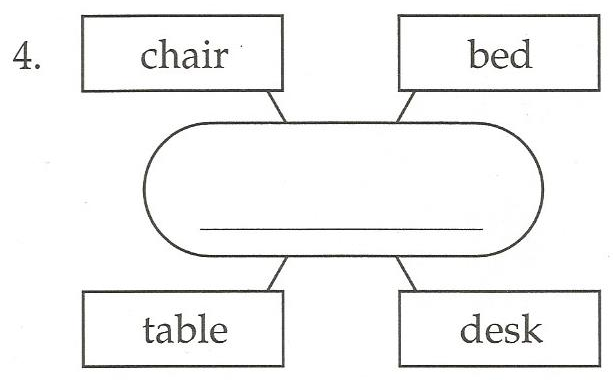 4. chair bed
table desk